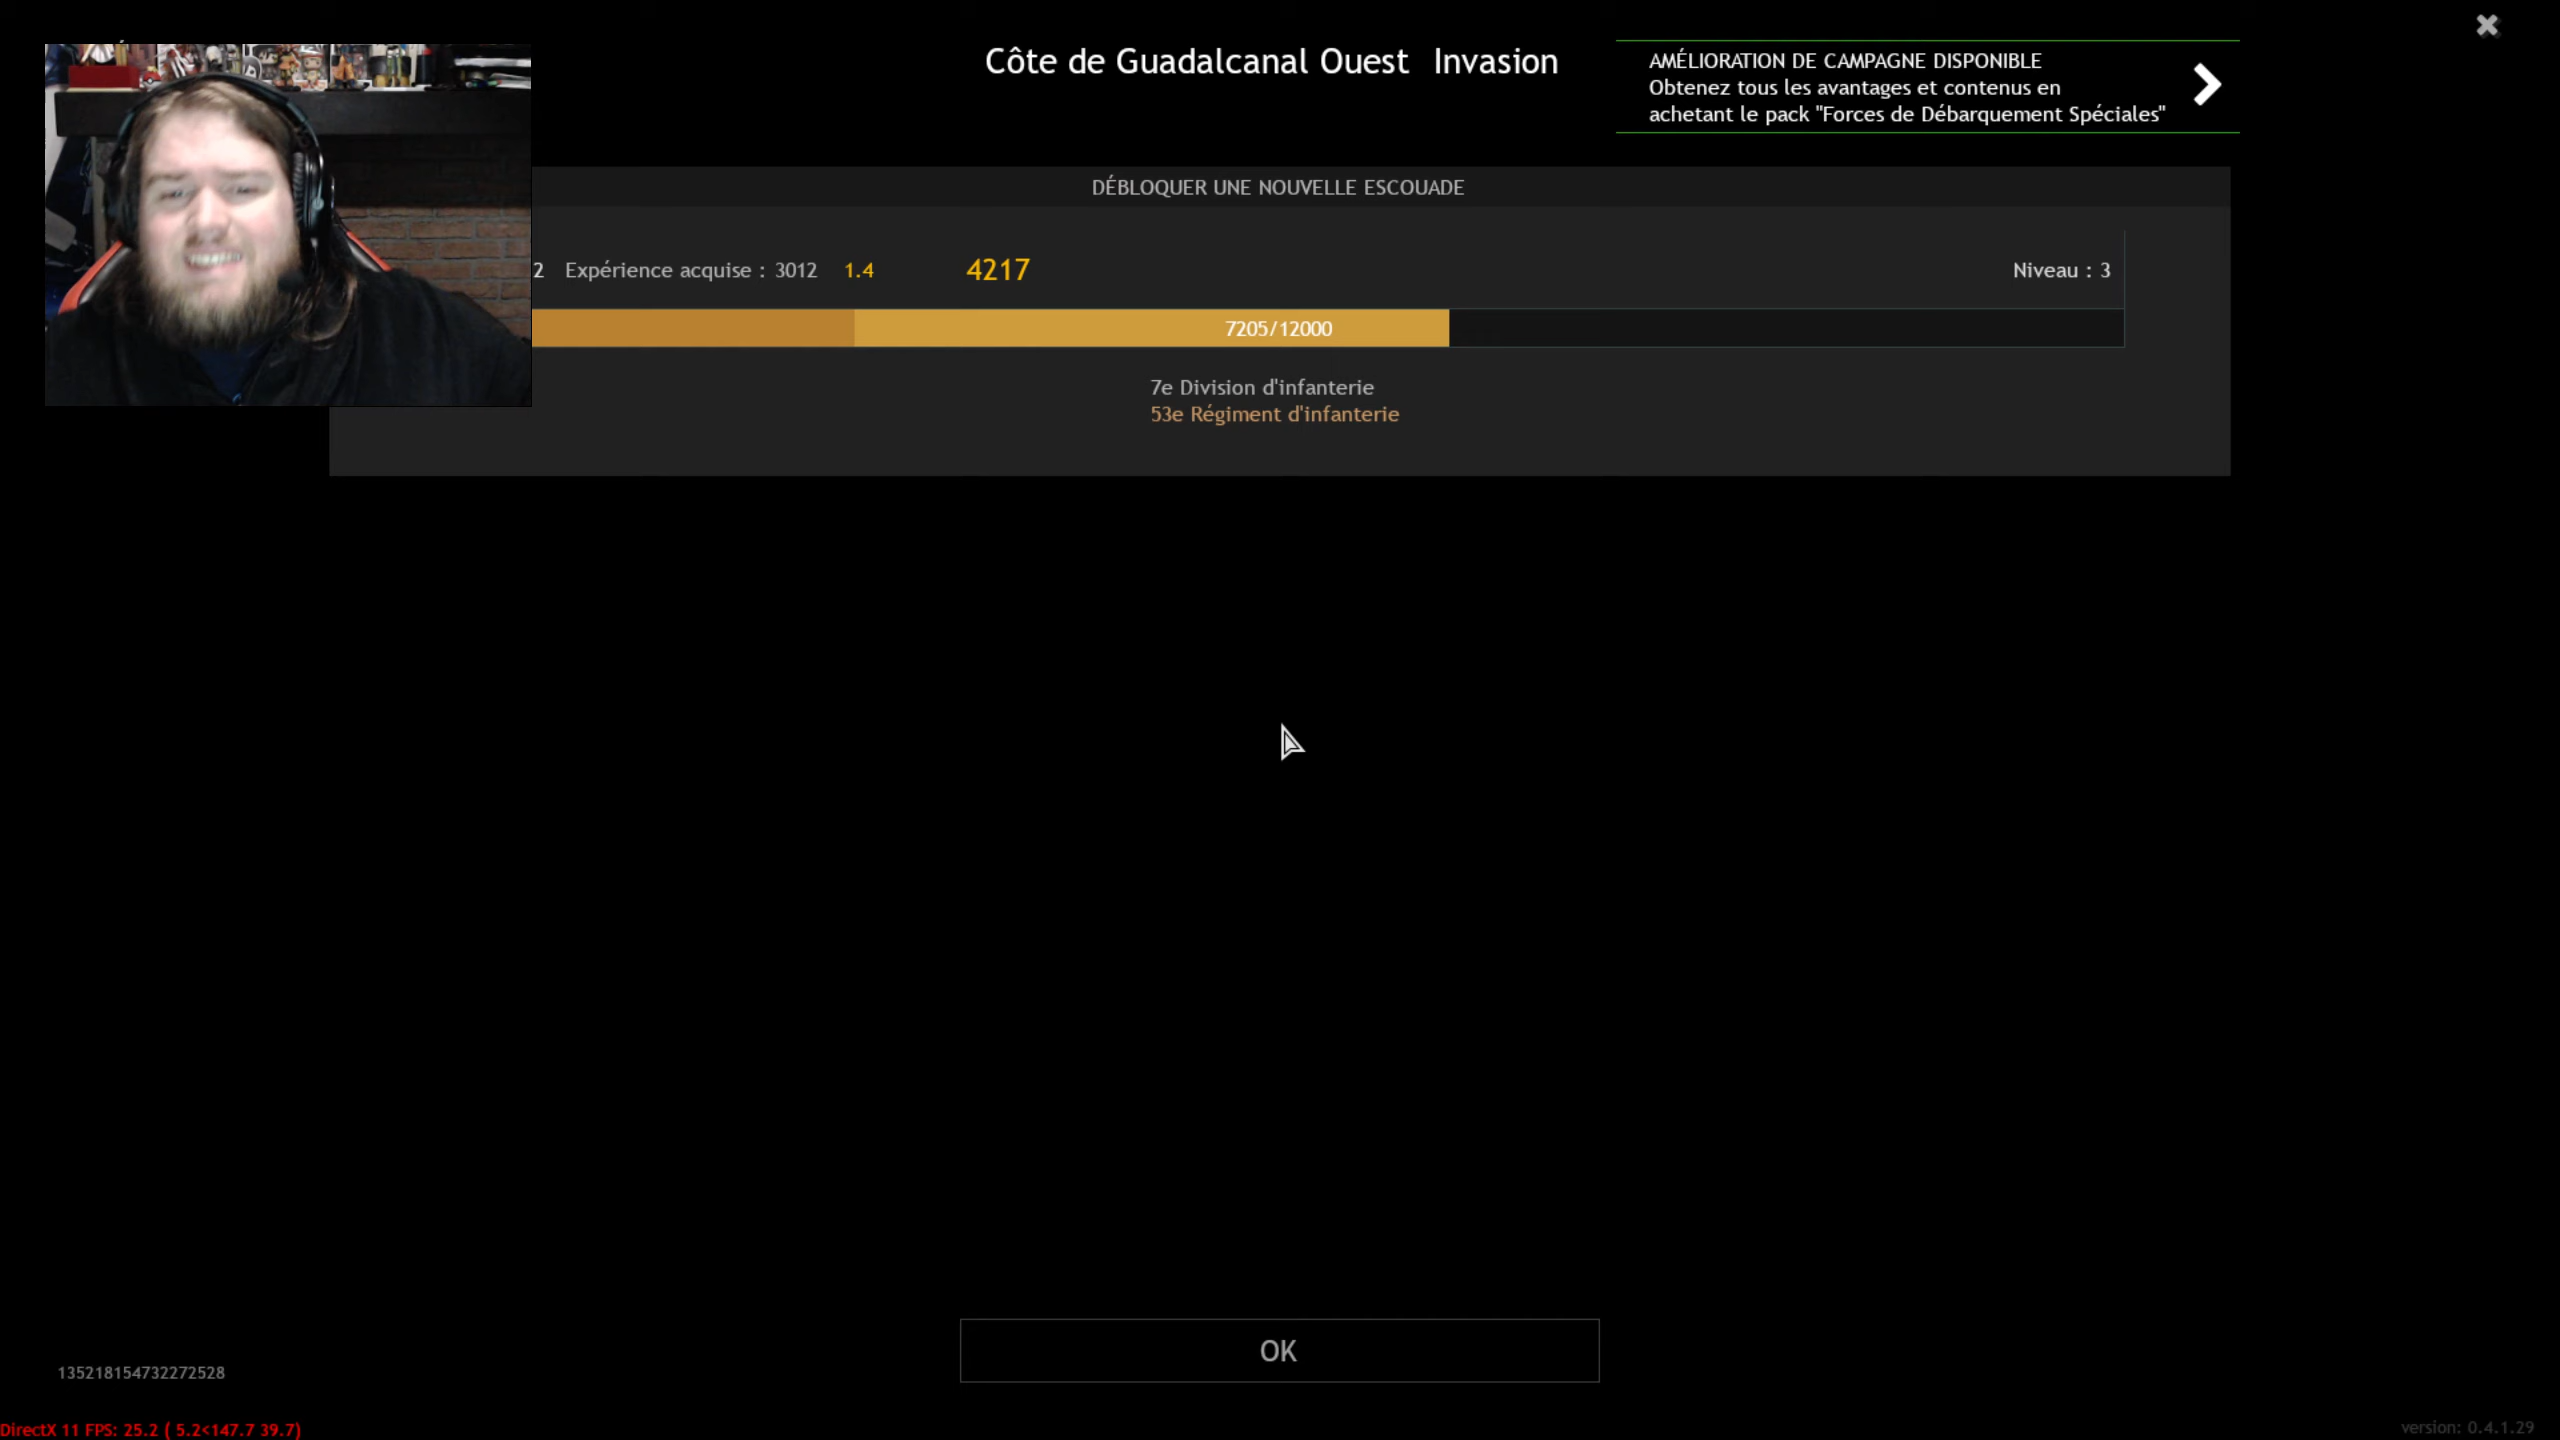 Côte de Guadalcanal Ouest Invasion
AMÉLIORATION DE CAMPAGNE DISPONIBLE
Obtenez tous les avantages et contenus en
achetant le pack "Forces de Débarquement Spéciales"
DÉBLOQUER UNE NOUVELLE ESCOUADE
2 Expérience acquise : 3012 1.4 4217 Niveau : 3
7205/12000
7e Division d'infanterie
53e Régiment d'infanterie
OK
135218154732272528
DirectX 11 FPS: 25.2 ( 5.2<147.7 39.7)
version: 0.4.1.29